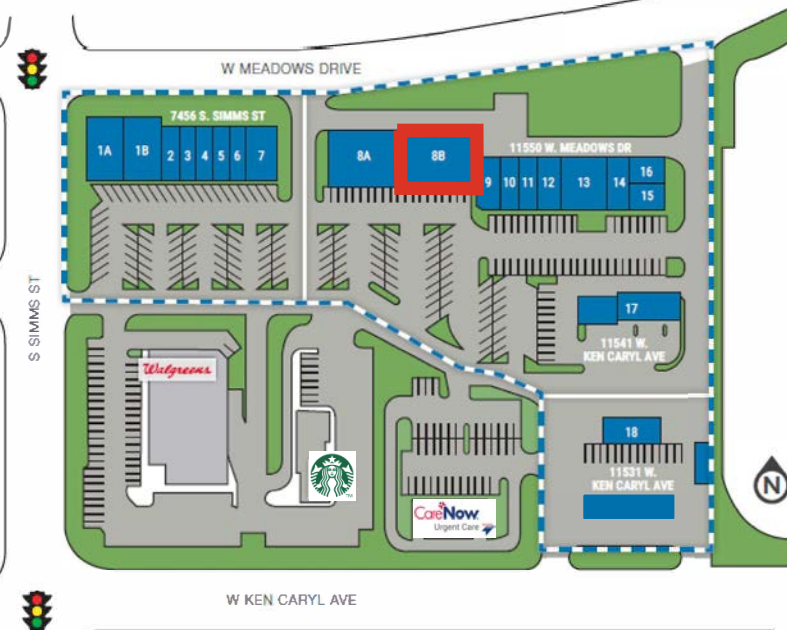 W MEADOWS DRIVE
7456 S. SIMMS ST
1A
1B
2
3
4
5
6
7
8A
8B
11550 W. MEADOWS DR
9
10
11
12
13
14
16
15
S SIMMS ST
17
11541 W.
KEN CARYL AVE
Walgreens
18
11531 W.
KEN CARYL AVE
CareNow
Urgent Care
N
W KEN CARYL AVE